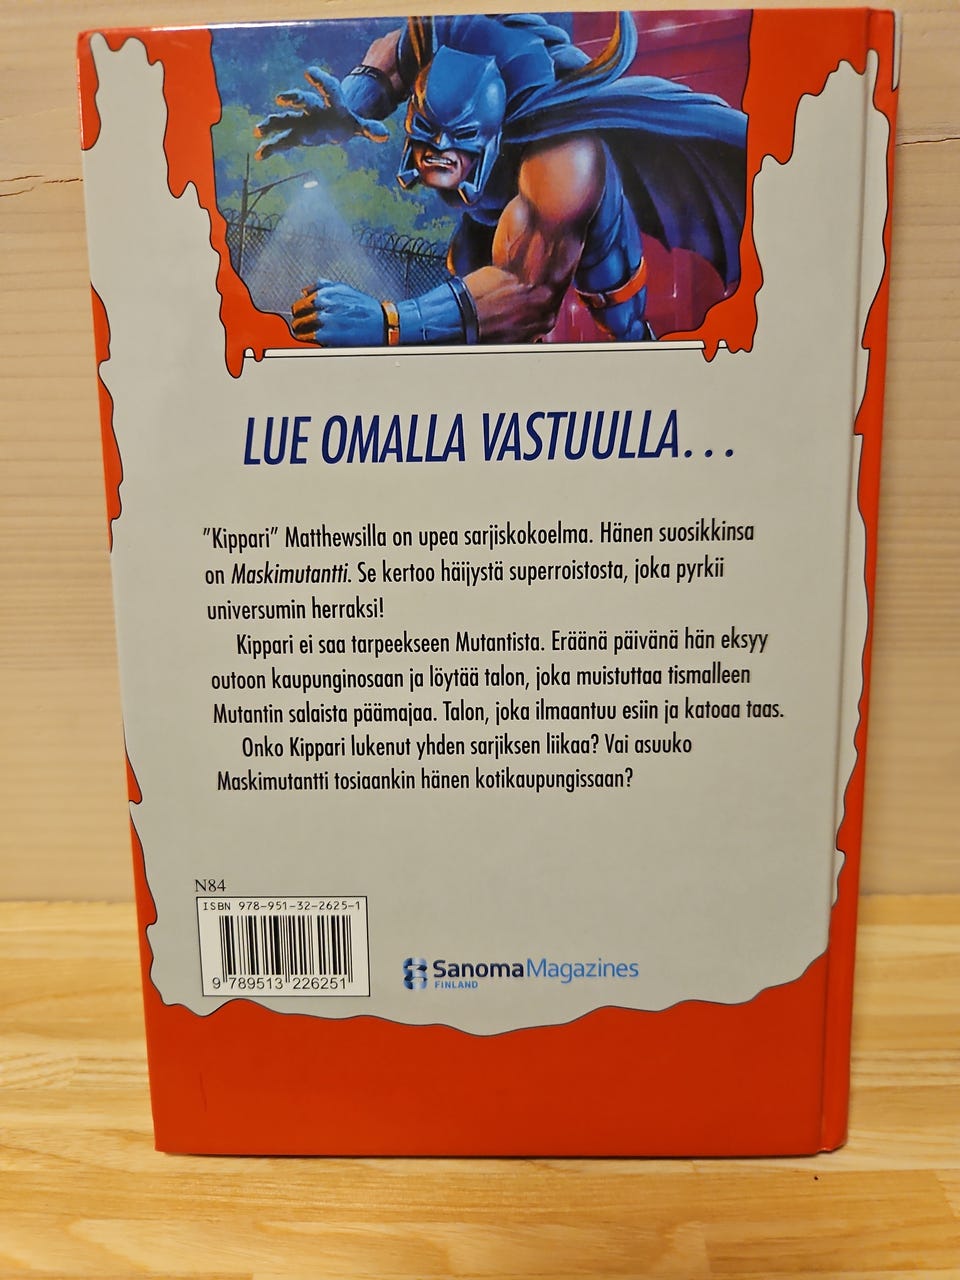 LUE OMALLA VASTUULLA...
"Kippari" Matthewsilla on upea sarjiskokoelma. Hänen suosikkinsa
on Maskimutantti. Se kertoo häijystä superroistosta, joka pyrkii
universumin herraksi!
Kippari ei saa tarpeekseen Mutantista. Eräänä päivänä hän eksyy
outoon kaupunginosaan ja löytää talon, joka muistuttaa tismalleen
Mutantin salaista päämajaa. Talon, joka ilmaantuu esiin ja katoaa taas.
Onko Kippari lukenut yhden sarjiksen liikaa? Vai asuuko
Maskimutantti tosiaankin hänen kotikaupungissaan?
N84
ISBN 978-951-32-2625-1
9 789513 226251
SanomaMagazines
FINLAND